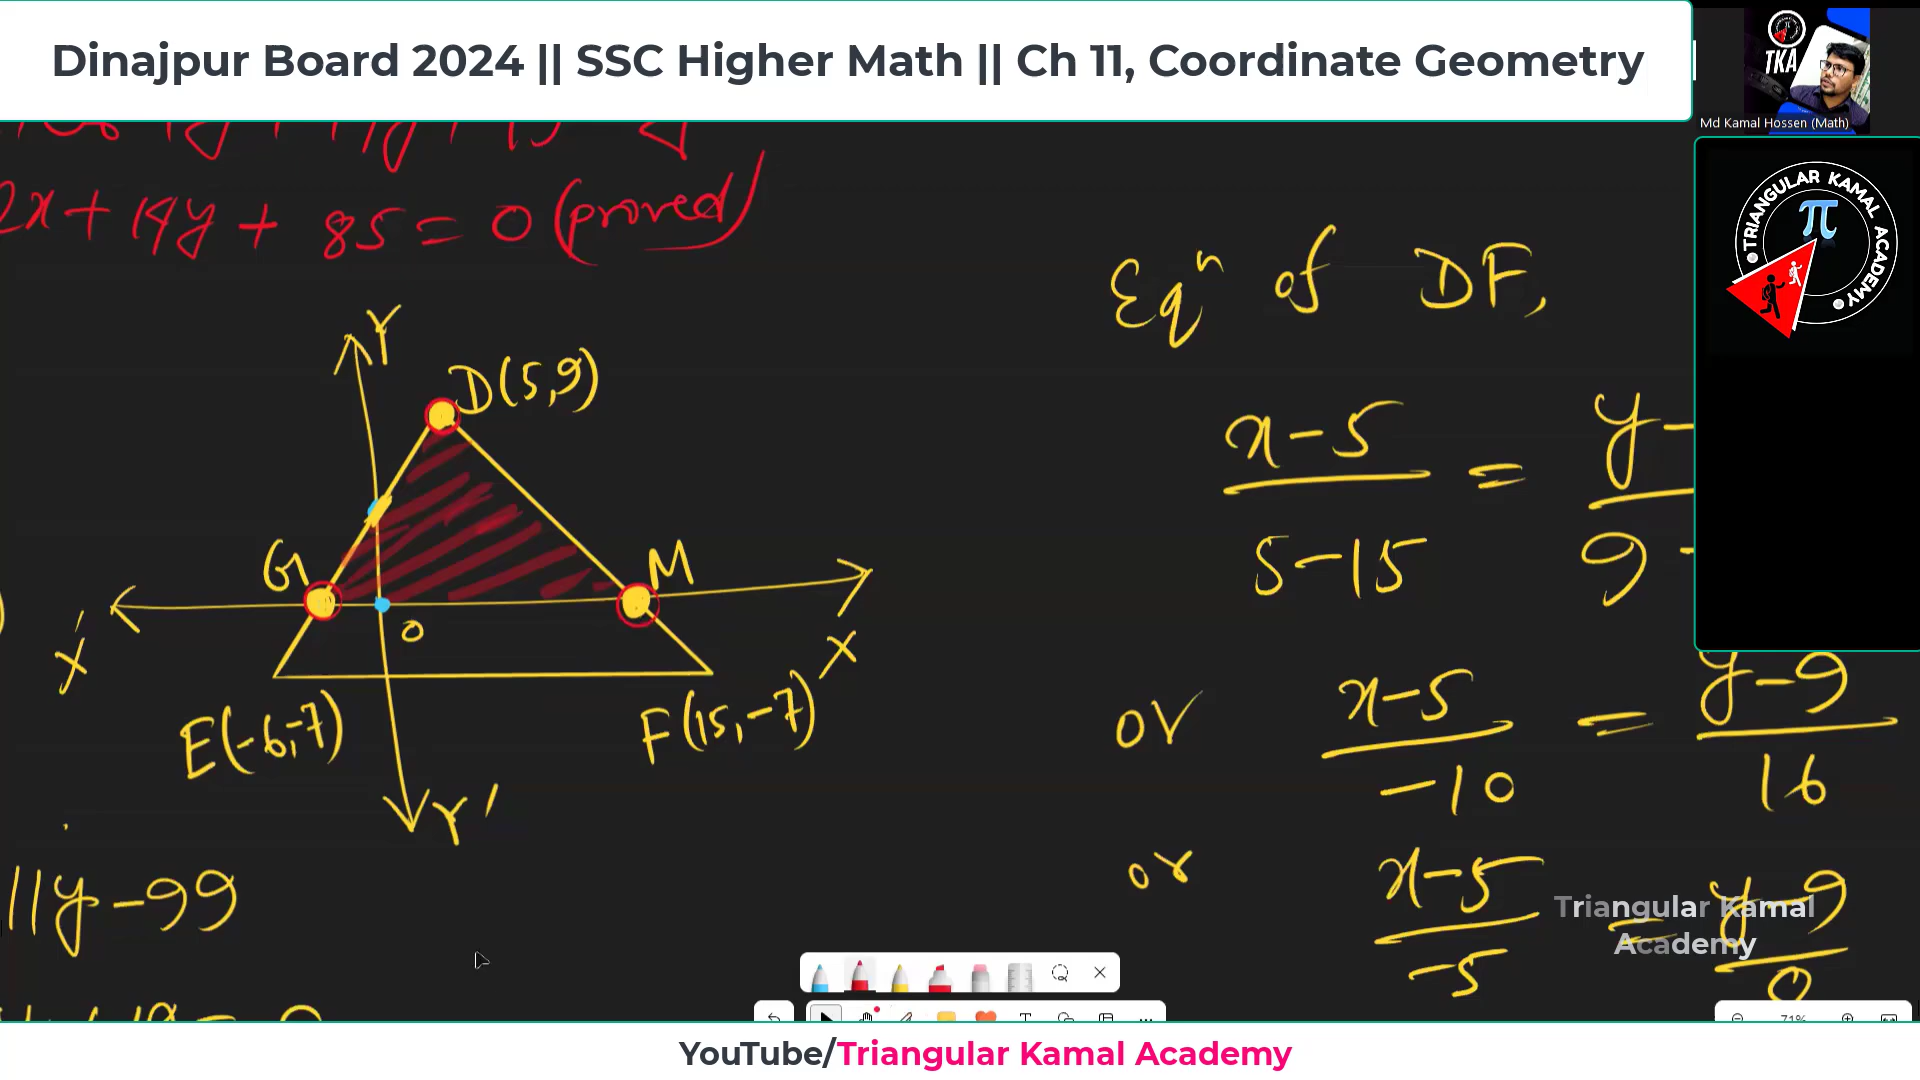 Dinajpur Board 2024 || SSC Higher Math || Ch 11, Coordinate Geometry
TKA
Md Kamal Hossen (Math)
TRIANGULAR KAMAL ACADEMY
π
2x + 14y + 85 = 0 (proved)
Eqⁿ of DF,
Y
D(5,9)
x-5
=
y-
5-15
9-
G
M
O
X'
X
E(-6,-7)
F(15,-7)
Y'
or
x-5
=
y-9
-10
16
11y-99
or
x-5
=
y-9
-5
Triangular Kamal
Academy
71%
YouTube/Triangular Kamal Academy